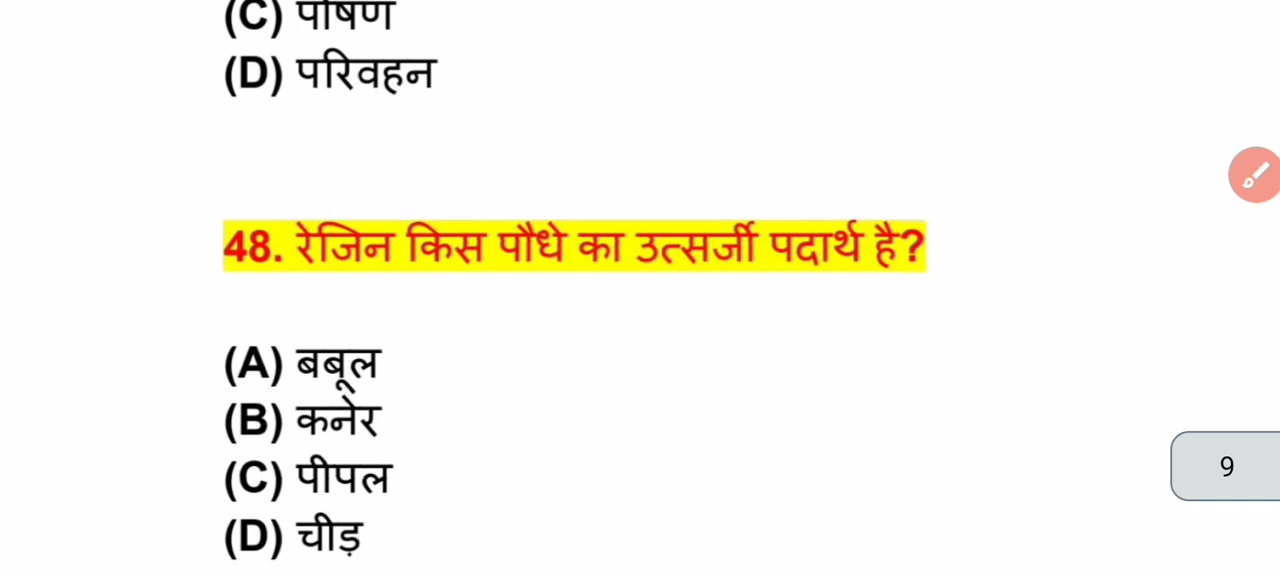 (C) पोषण
(D) परिवहन
48. रेजिन किस पौधे का उत्सर्जी पदार्थ है?
(A) बबूल
(B) कनेर
(C) पीपल
(D) चीड़
9